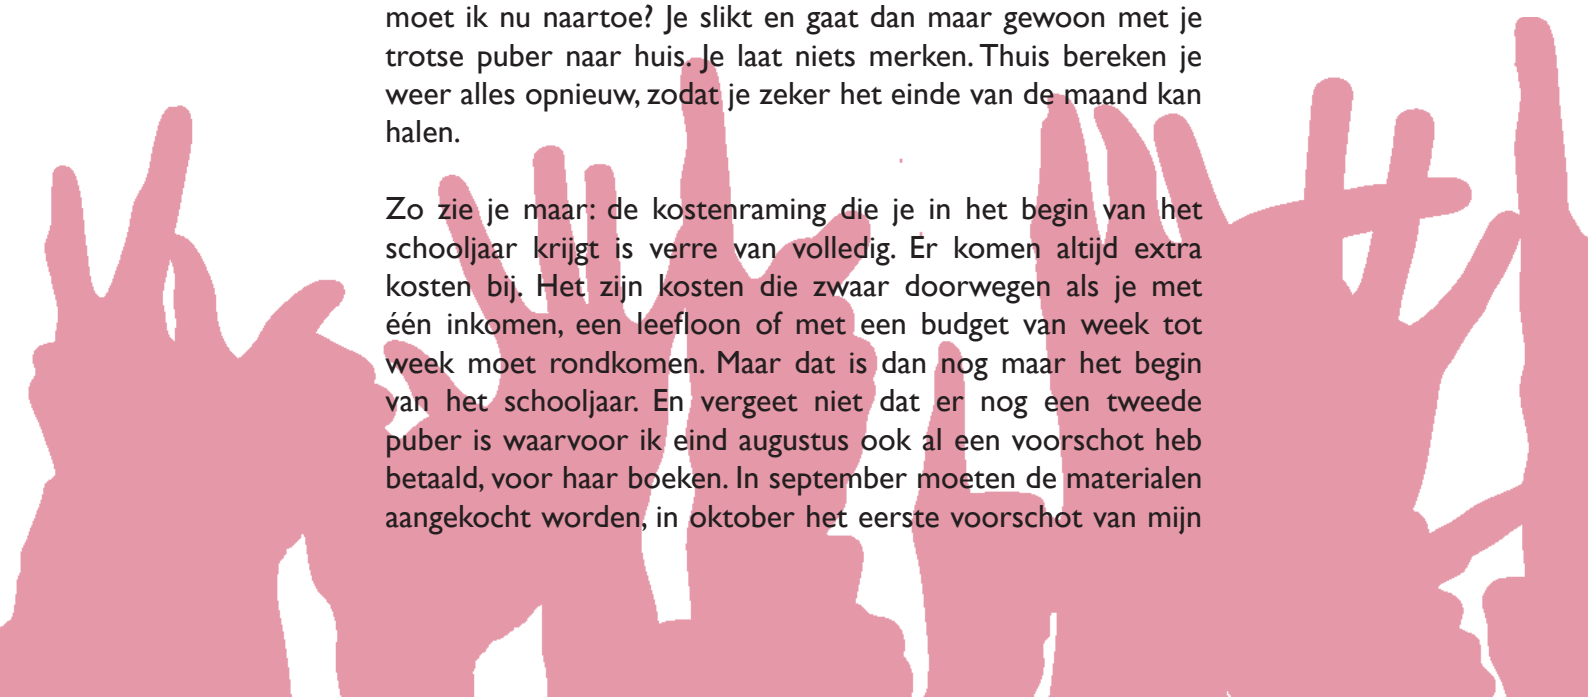 moet ik nu naartoe? Je slikt en gaat dan maar gewoon met je
trotse puber naar huis. Je laat niets merken. Thuis bereken je
weer alles opnieuw, zodat je zeker het einde van de maand kan
halen.
Zo zie je maar: de kostenraming die je in het begin van het
schooljaar krijgt is verre van volledig. Er komen altijd extra
kosten bij. Het zijn kosten die zwaar doorwegen als je met
één inkomen, een leefloon of met een budget van week tot
week moet rondkomen. Maar dat is dan nog maar het begin
van het schooljaar. En vergeet niet dat er nog een tweede
puber is waarvoor ik eind augustus ook al een voorschot heb
betaald, voor haar boeken. In september moeten de materialen
aangekocht worden, in oktober het eerste voorschot van mijn